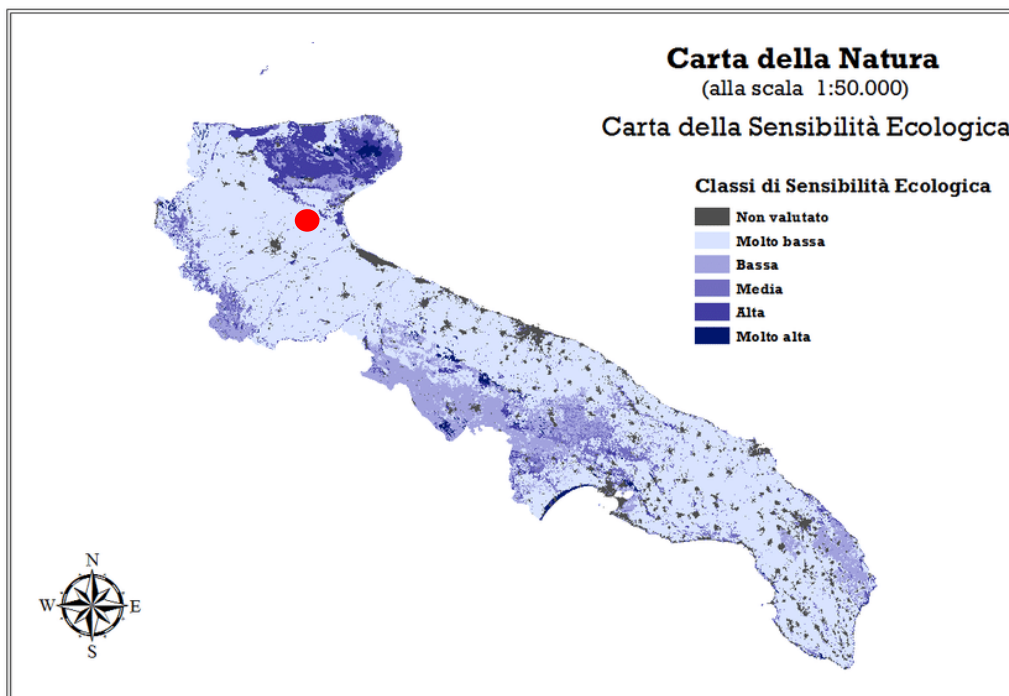 Carta della Natura
(alla scala 1:50.000)
Carta della Sensibilità Ecologica
Classi di Sensibilità Ecologica
Non valutato
Molto bassa
Bassa
Media
Alta
Molto alta
N
W E
S